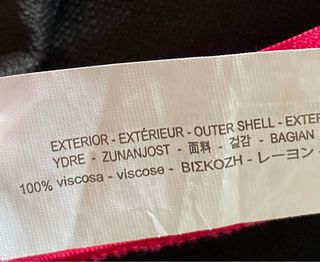 EXTERIOR - EXTÉRIEUR - OUTER SHELL - EXTER
YDRE - ZUNANJOST - 面料 - 겉감 - BAGIAN
100% viscosa - viscose - ΒΙΣΚΟΖΗ - レーヨン -